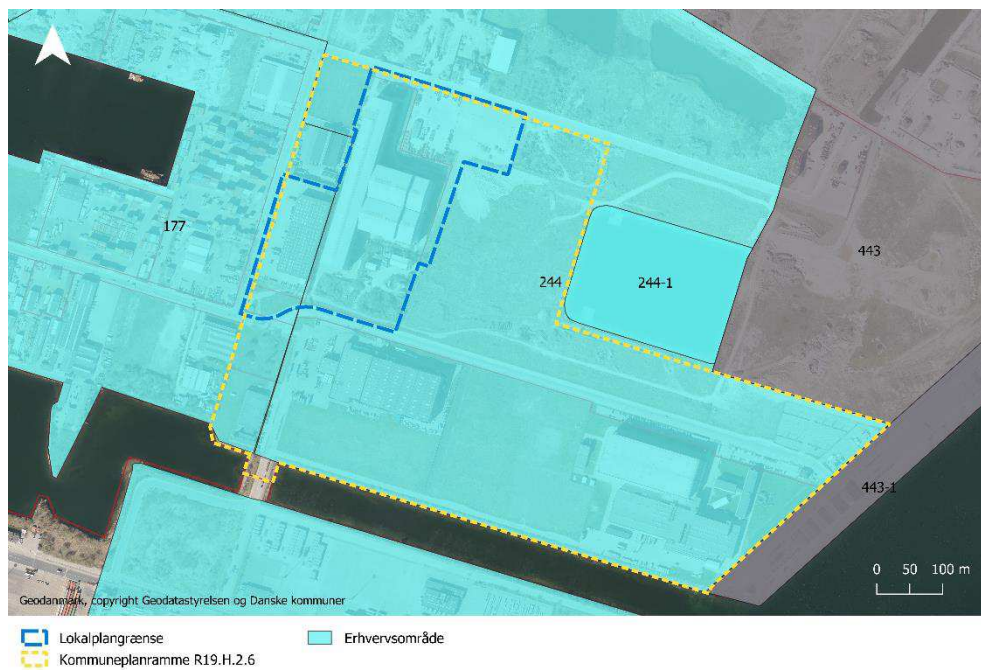 177
244
244-1
443
443-1
0 50 100 m
Geodanmark, copyright Geodatastyrelsen og Danske kommuner
Lokalplangrænse
Erhvervsområde
Kommuneplanramme R19.H.2.6